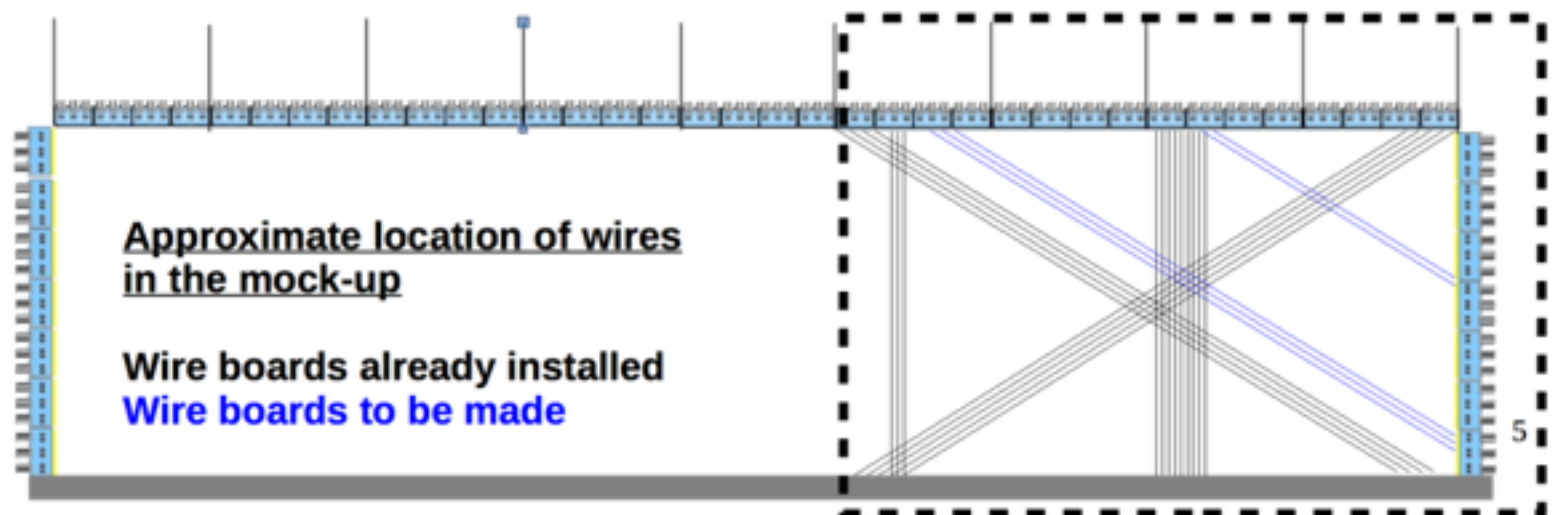 Approximate location of wires
in the mock-up
Wire boards already installed
Wire boards to be made
5